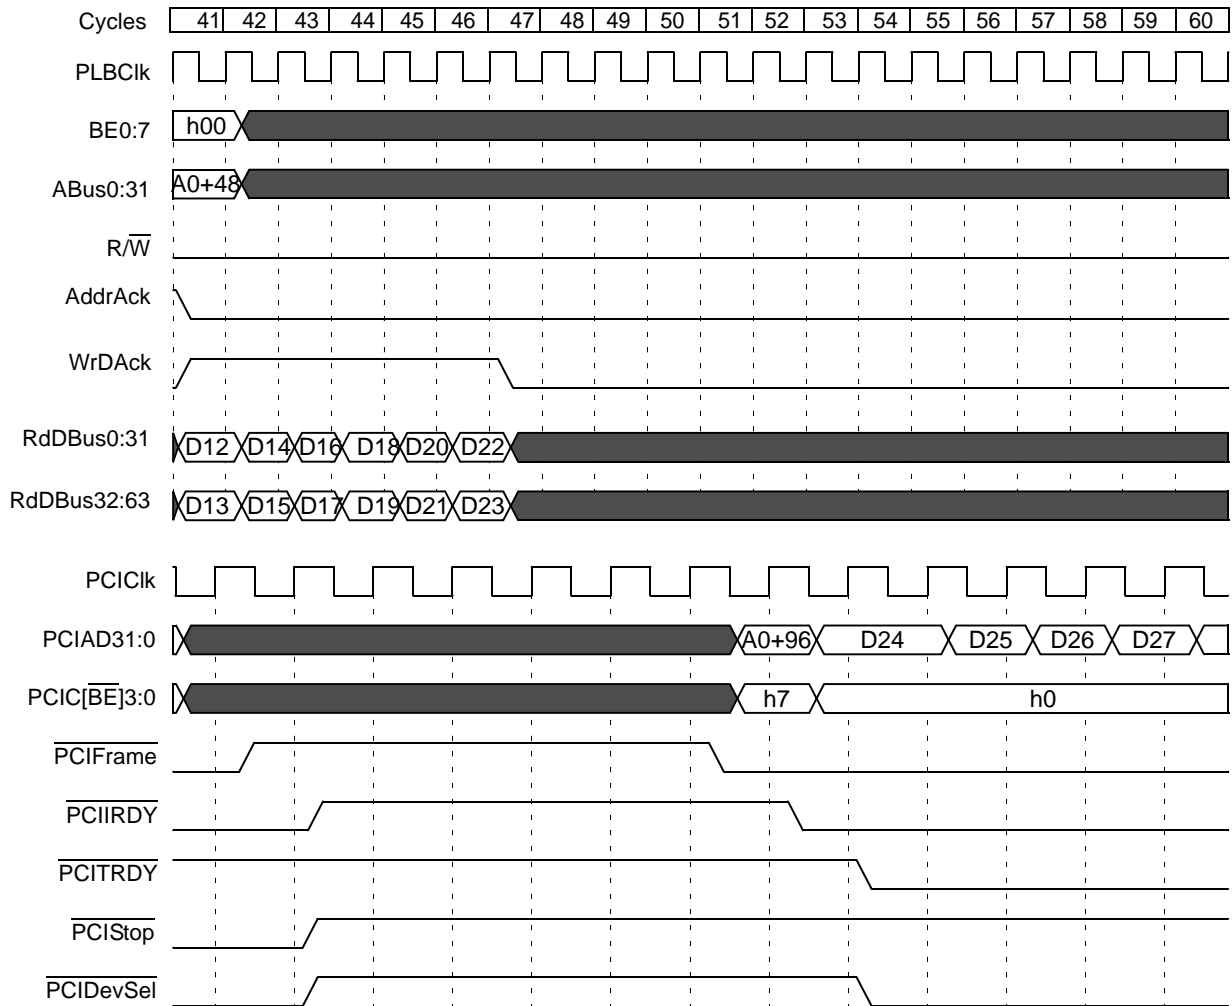 Cycles 41 42 43 44 45 46 47 48 49 50 51 52 53 54 55 56 57 58 59 60
PLBClk
BE0:7 h00
ABus0:31 A0+48
R/W
AddrAck
WrDAck
RdDBus0:31 D12 D14 D16 D18 D20 D22
RdDBus32:63 D13 D15 D17 D19 D21 D23
PCIClk
PCIAD31:0 A0+96 D24 D25 D26 D27
PCIC[BE]3:0 h7 h0
PCIFrame
PCIIRDY
PCITRDY
PCIStop
PCIDevSel